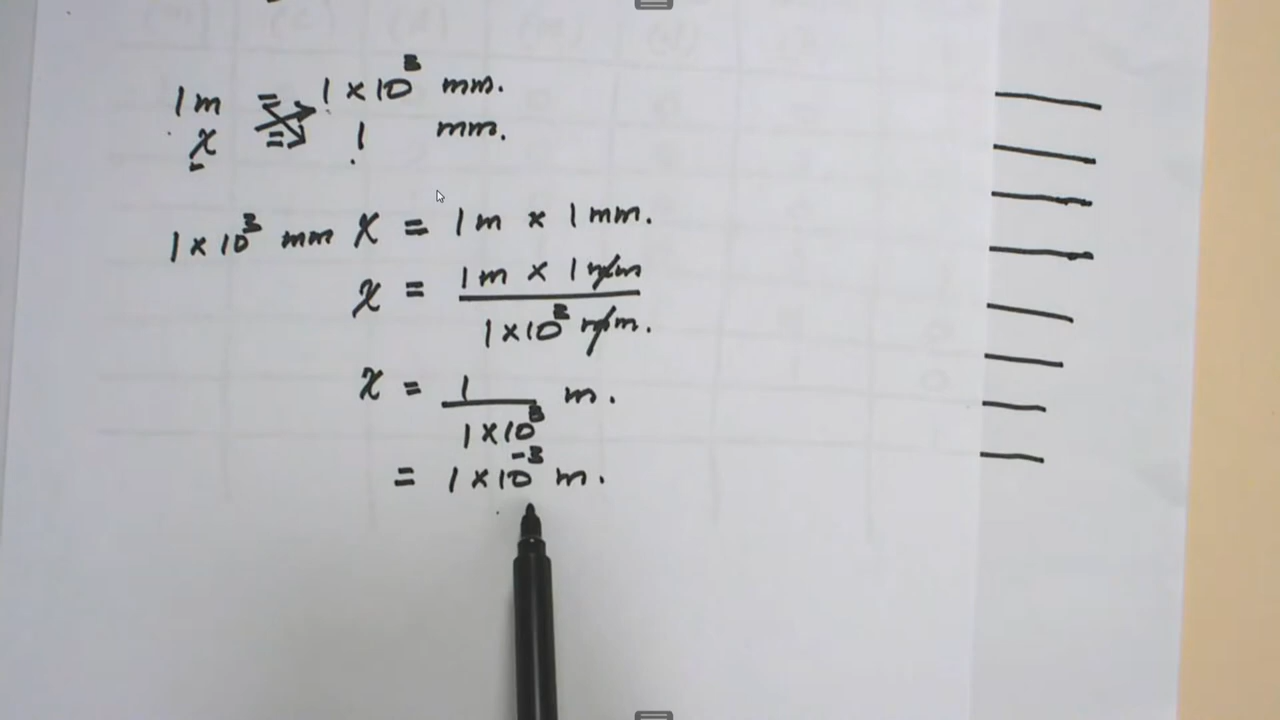 1m = 1 × 10³ mm.
x = 1 mm.
1 × 10³ mm x = 1m × 1mm.
x = 1m × 1mm / 1 × 10³ mm.
x = 1 / 1 × 10³ m.
= 1 × 10⁻³ m.